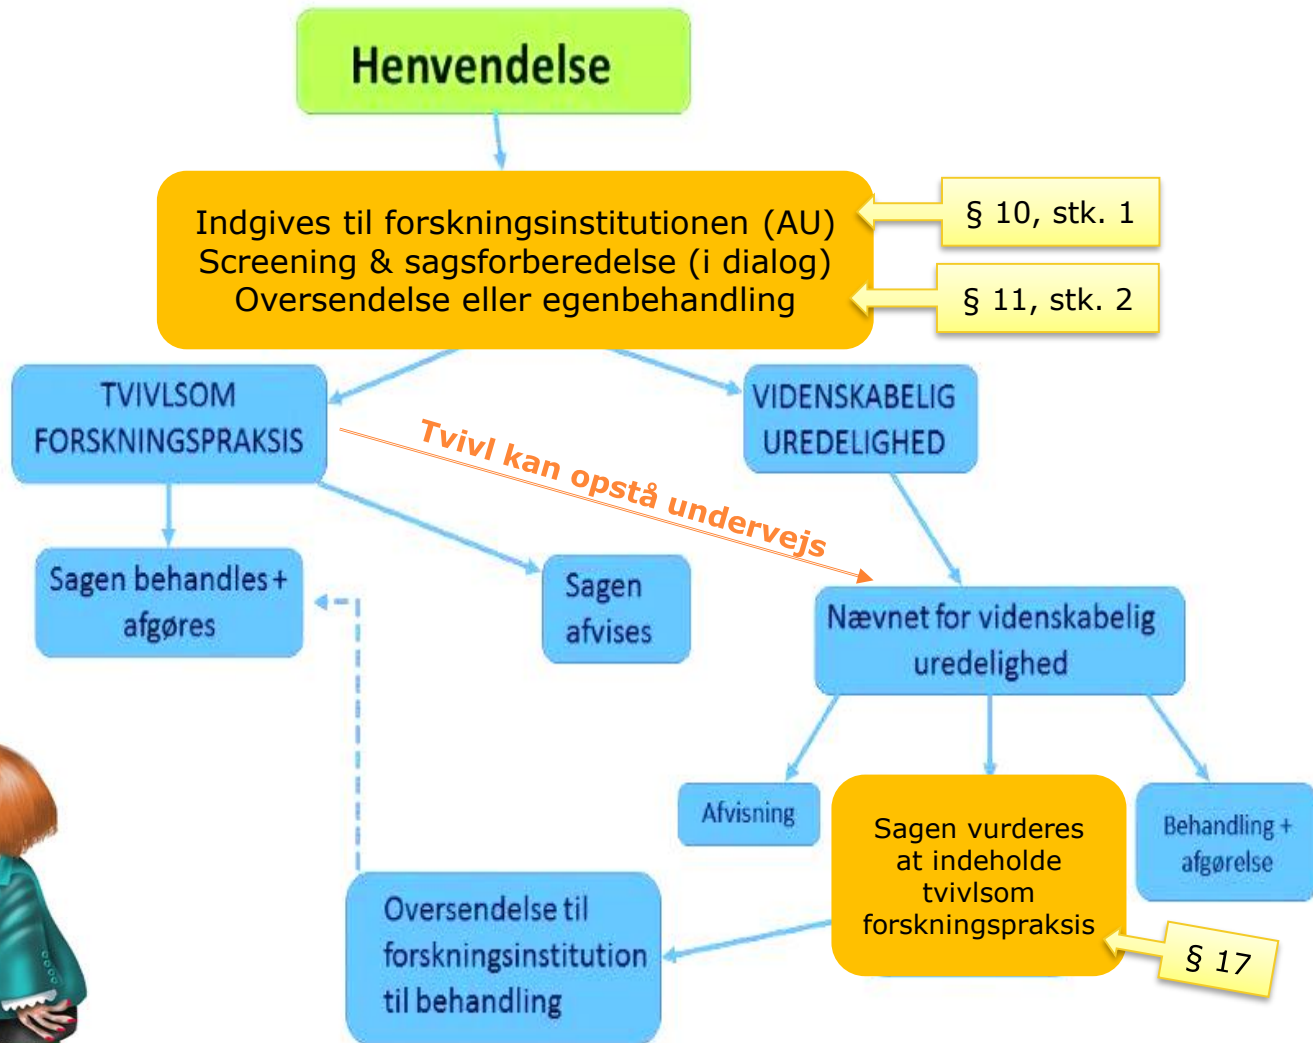 Henvendelse
Indgives til forskningsinstitutionen (AU)
Screening & sagsforberedelse (i dialog)
Oversendelse eller egenbehandling
§ 10, stk. 1
§ 11, stk. 2
TVIVLSOM
FORSKNINGSPRAKSIS
VIDENSKABELIG
UREDELIGHED
Tvivl kan opstå undervejs
Sagen behandles +
afgøres
Sagen
afvises
Nævnet for videnskabelig
uredelighed
Afvisning
Sagen vurderes
at indeholde
tvivlsom
forskningspraksis
Behandling +
afgørelse
§ 17
Oversendelse til
forskningsinstitution
til behandling